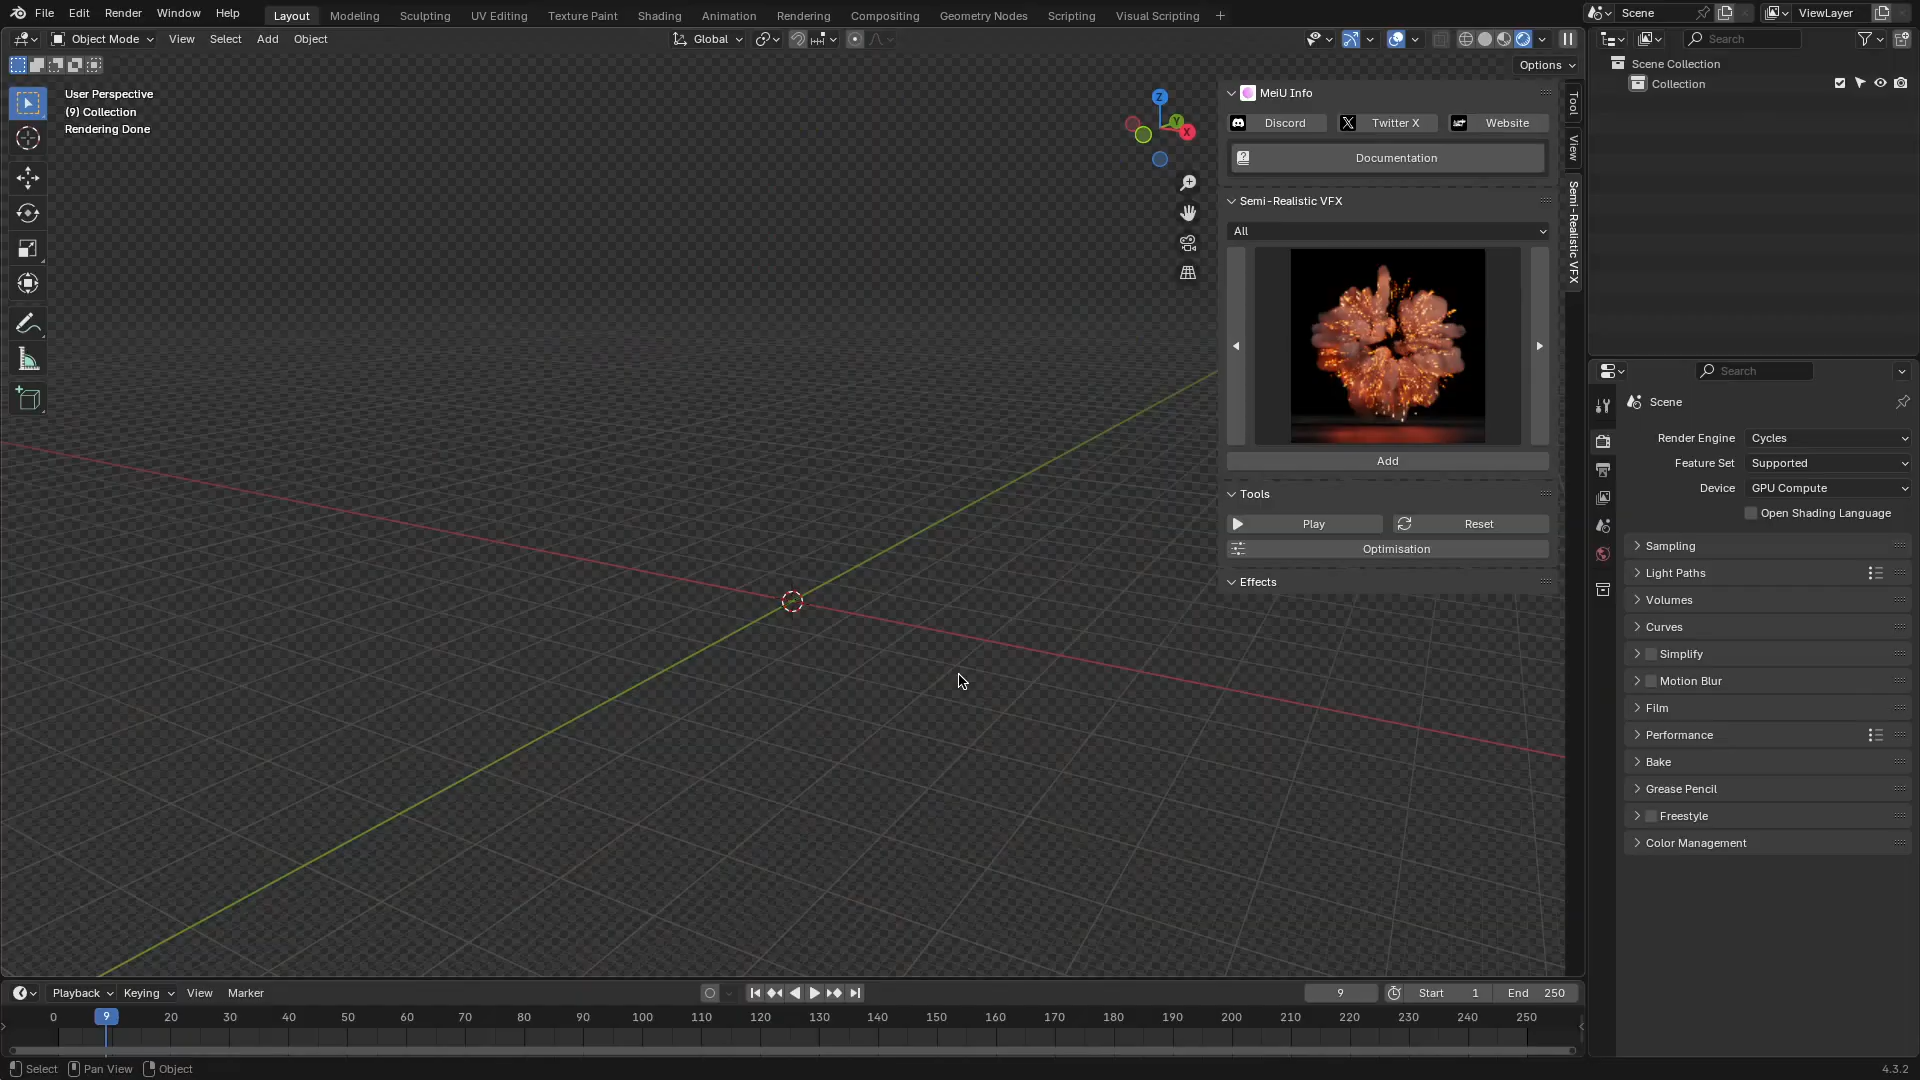 File Edit Render Window Help Layout Modeling Sculpting UV Editing Texture Paint Shading Animation Rendering Compositing Geometry Nodes Scripting Visual Scripting + Scene ViewLayer
Object Mode View Select Add Object Global Search
Options
User Perspective
(9) Collection
Rendering Done
Z
Y
X
MeiU Info
Discord X Twitter X Website
Documentation
Semi-Realistic VFX
All
Add
Tools
Play Reset
Optimisation
Effects
Tool
View
Semi-Realistic VFX
Scene Collection
Collection
Search
Scene
Render Engine Cycles
Feature Set Supported
Device GPU Compute
Open Shading Language
Sampling
Light Paths
Volumes
Curves
Simplify
Motion Blur
Film
Performance
Bake
Grease Pencil
Freestyle
Color Management
Playback Keying View Marker 9 Start 1 End 250
0 9 20 30 40 50 60 70 80 90 100 110 120 130 140 150 160 170 180 190 200 210 220 230 240 250
Select Pan View Object 4.3.2